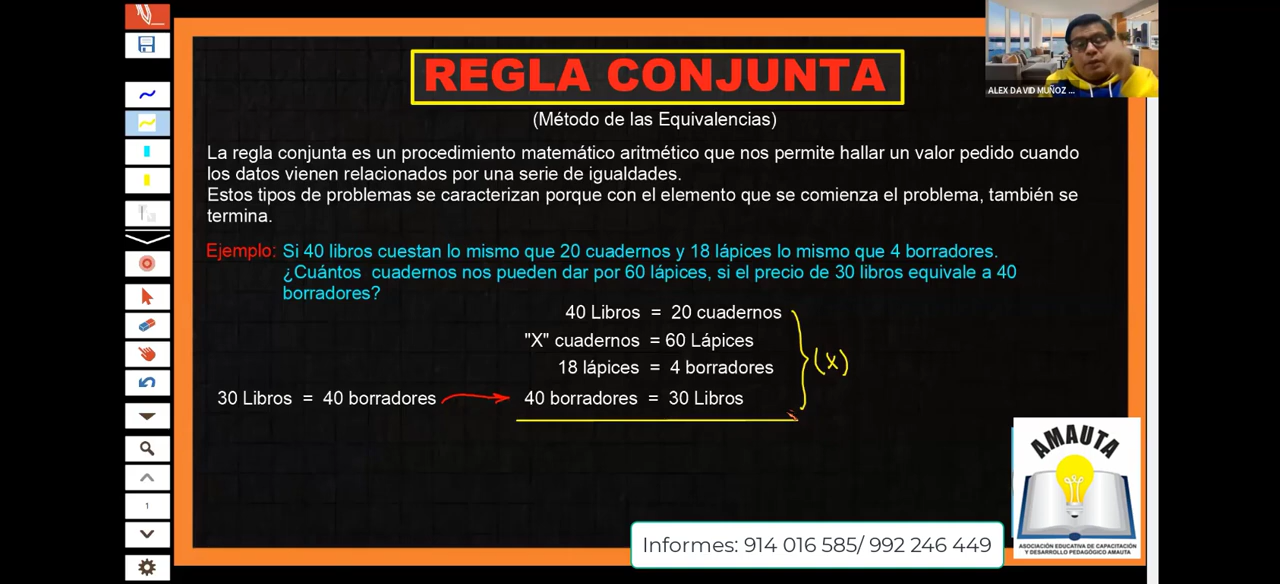 ALEX DAVID MUÑOZ ...
REGLA CONJUNTA
(Método de las Equivalencias)
La regla conjunta es un procedimiento matemático aritmético que nos permite hallar un valor pedido cuando
los datos vienen relacionados por una serie de igualdades.
Estos tipos de problemas se caracterizan porque con el elemento que se comienza el problema, también se
termina.
Ejemplo: Si 40 libros cuestan lo mismo que 20 cuadernos y 18 lápices lo mismo que 4 borradores.
¿Cuántos cuadernos nos pueden dar por 60 lápices, si el precio de 30 libros equivale a 40
borradores?
40 Libros = 20 cuadernos
"X" cuadernos = 60 Lápices
(X)
18 lápices = 4 borradores
30 Libros = 40 borradores 40 borradores = 30 Libros
1
AMAUTA
ASOCIACIÓN EDUCATIVA DE CAPACITACIÓN
Y DESARROLLO PEDAGÓGICO AMAUTA
Informes: 914 016 585/ 992 246 449